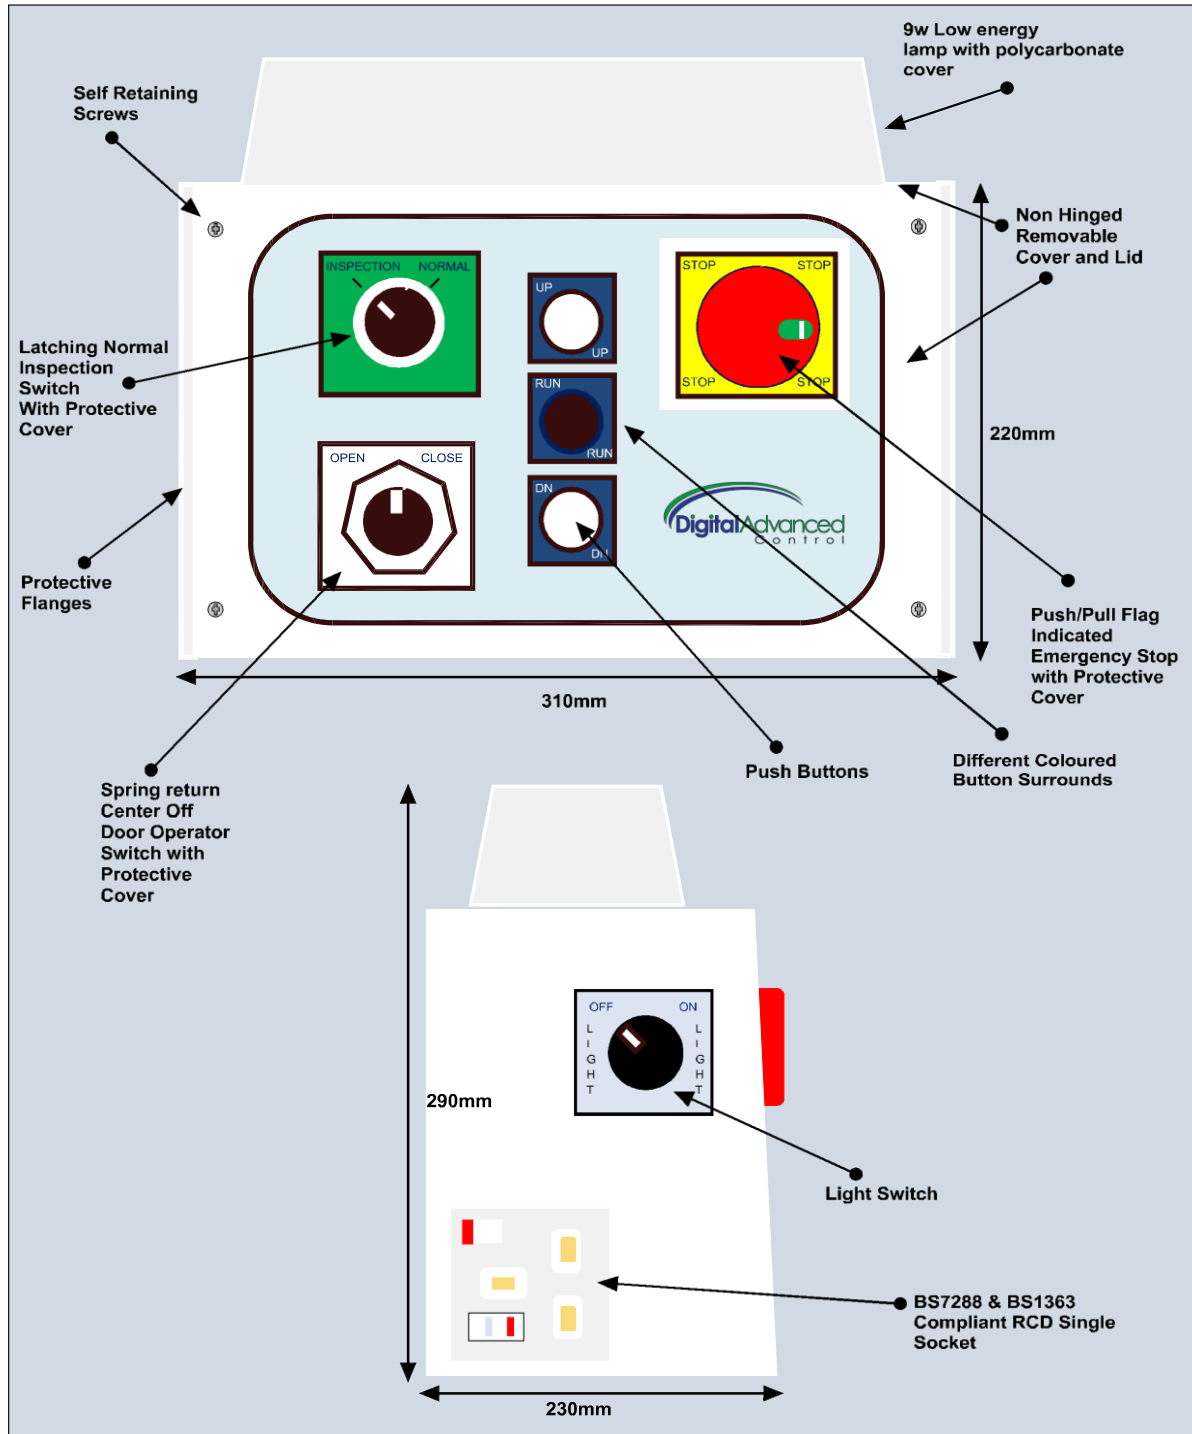 9w Low energy
lamp with polycarbonate
cover
Self Retaining
Screws
Non Hinged
Removable
Cover and Lid
INSPECTION NORMAL
UP
UP
STOP STOP
STOP STOP
Latching Normal
Inspection
Switch
With Protective
Cover
RUN
RUN
220mm
OPEN CLOSE
DN
DN
DigitalAdvanced
Control
Protective
Flanges
Push/Pull Flag
Indicated
Emergency Stop
with Protective
Cover
310mm
Push Buttons
Different Coloured
Button Surrounds
Spring return
Center Off
Door Operator
Switch with
Protective
Cover
OFF ON
LIGHT
LIGHT
290mm
Light Switch
BS7288 & BS1363
Compliant RCD Single
Socket
230mm